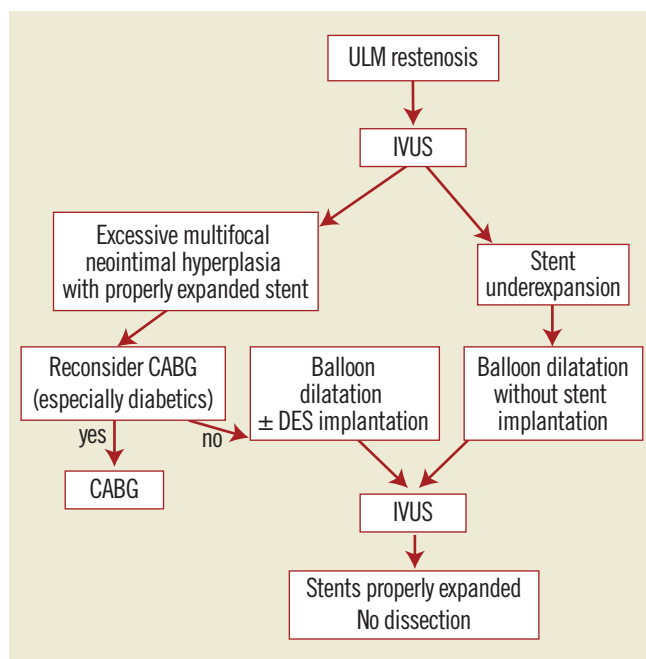 ULM restenosis
IVUS
Excessive multifocal
neointimal hyperplasia
with properly expanded stent
Stent
underexpansion
Reconsider CABG
(especially diabetics)
Balloon
dilatation
± DES implantation
Balloon dilatation
without stent
implantation
yes
no
CABG
IVUS
Stents properly expanded
No dissection